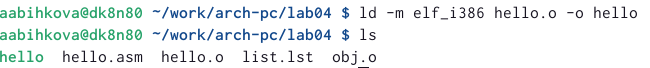 aabihkova@dk8n80 ~/work/arch-pc/lab04 $ ld -m elf_i386 hello.o -o hello
aabihkova@dk8n80 ~/work/arch-pc/lab04 $ ls
hello  hello.asm  hello.o  list.lst  obj.o